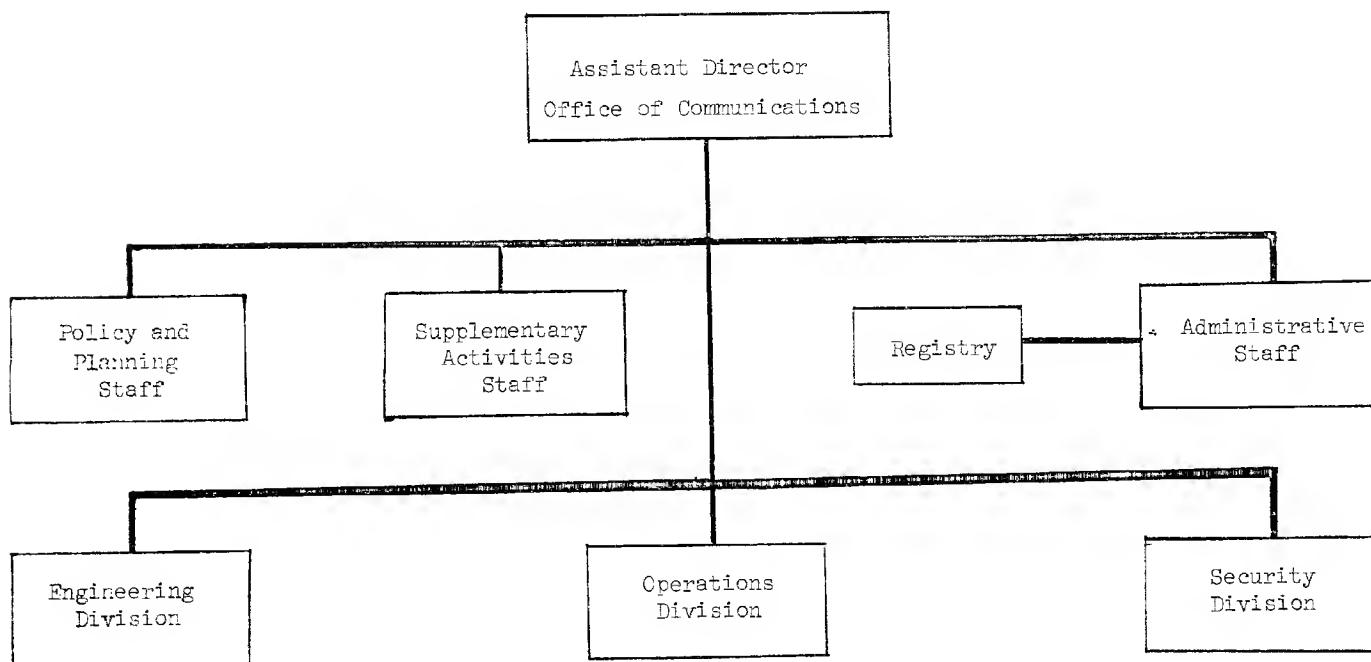 Assistant Director
Office of Communications
Policy and
Planning
Staff
Supplementary
Activities
Staff
Registry
Administrative
Staff
Engineering
Division
Operations
Division
Security
Division